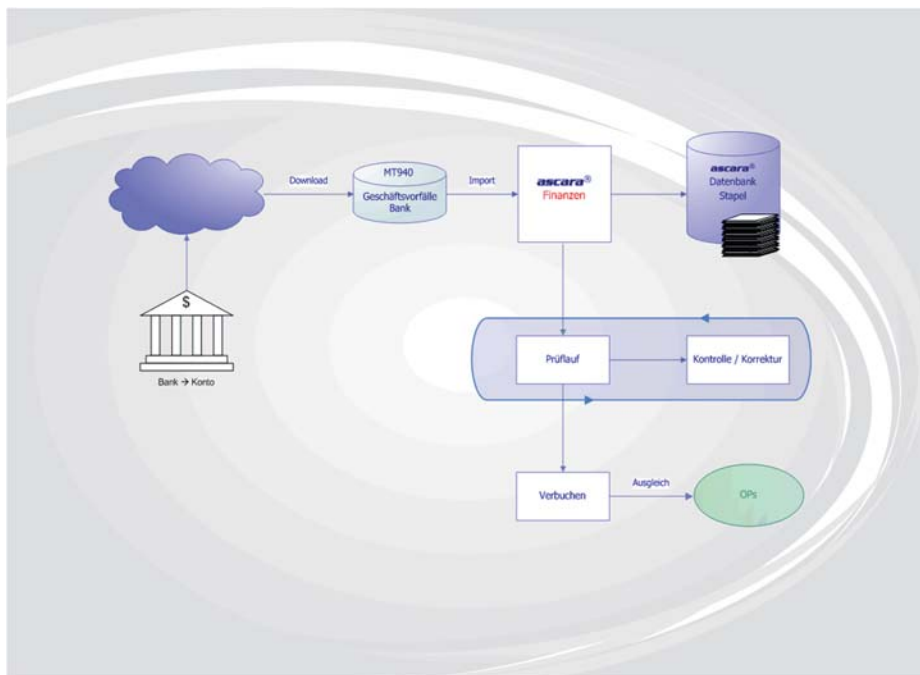 Download
MT940
Geschäftsvorfälle
Bank
Import
ascara®
Finanzen
ascara®
Datenbank
Stapel
$
Bank → Konto
Prüflauf
Kontrolle / Korrektur
Verbuchen
Ausgleich
OPs